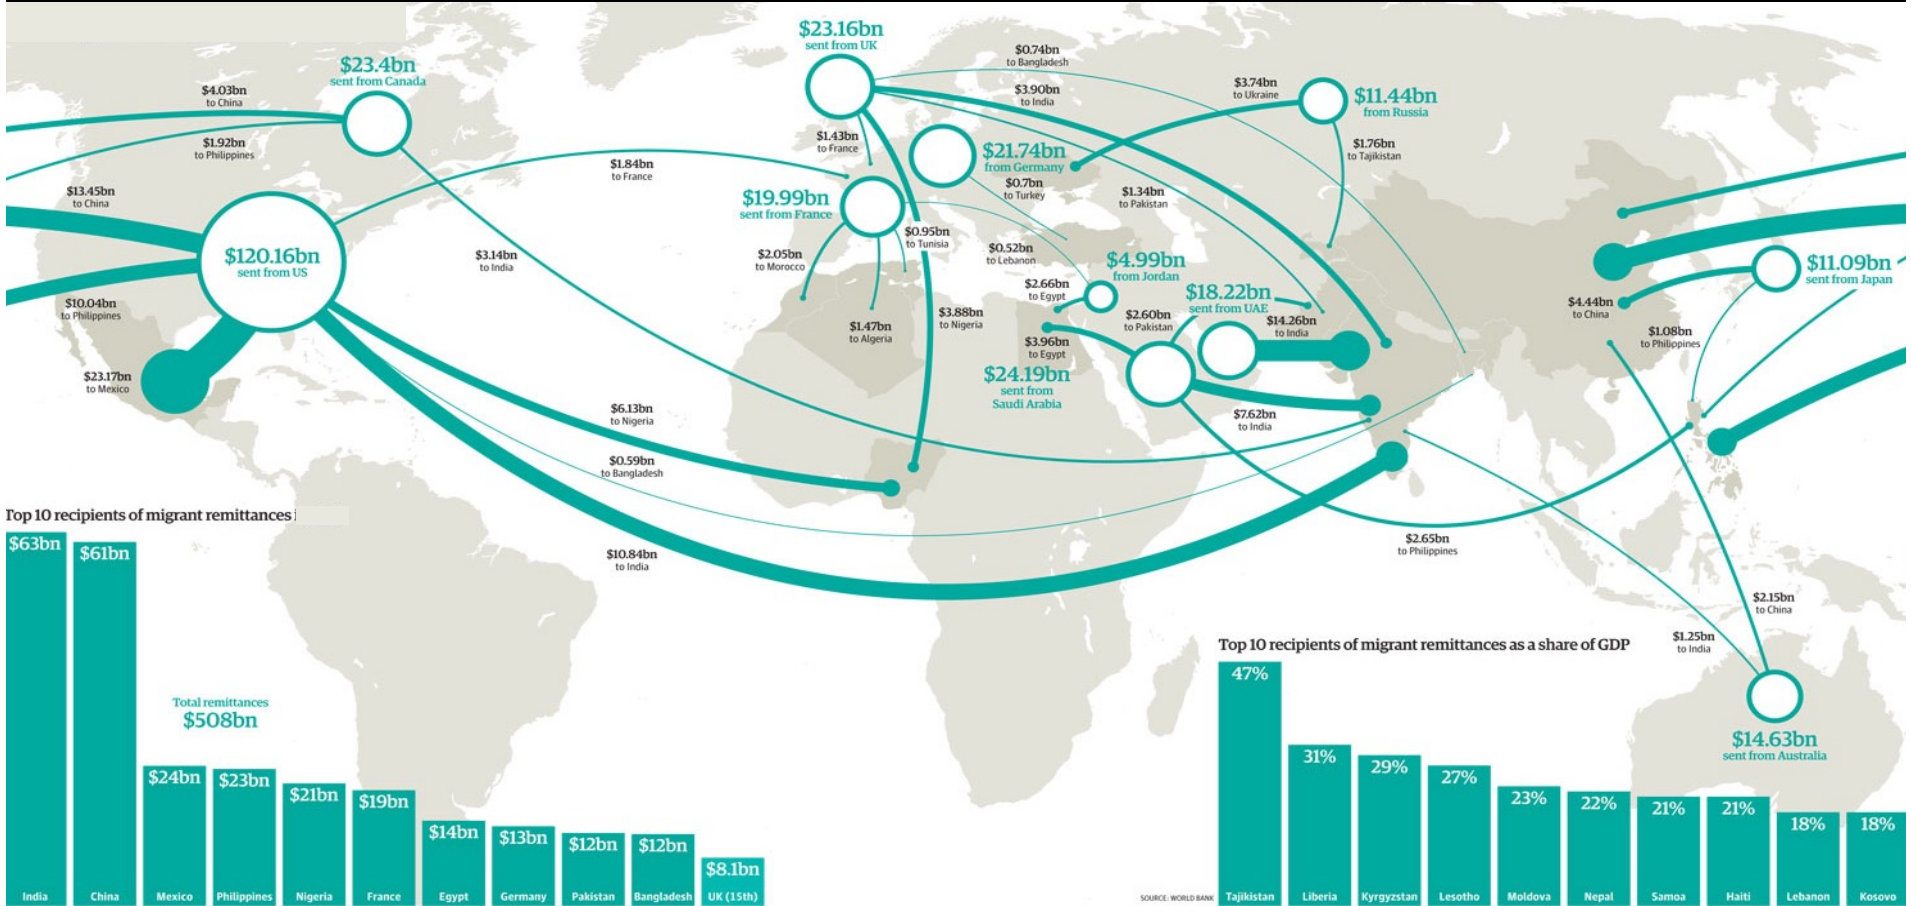 $23.4bn
sent from Canada
$4.03bn
to China
$1.92bn
to Philippines
$13.45bn
to China
$120.16bn
sent from US
$10.04bn
to Philippines
$23.17bn
to Mexico
$1.84bn
to France
$3.14bn
to India
$6.13bn
to Nigeria
$0.59bn
to Bangladesh
$10.84bn
to India
$23.16bn
sent from UK
$0.74bn
to Bangladesh
$3.90bn
to India
$1.43bn
to France
$21.74bn
from Germany
$0.7bn
to Turkey
$1.34bn
to Pakistan
$3.74bn
to Ukraine
$11.44bn
from Russia
$1.76bn
to Tajikistan
$19.99bn
sent from France
$0.95bn
to Tunisia
$2.05bn
to Morocco
$0.52bn
to Lebanon
$1.47bn
to Algeria
$3.88bn
to Nigeria
$4.99bn
from Jordan
$2.66bn
to Egypt
$3.96bn
to Egypt
$18.22bn
sent from UAE
$14.26bn
to India
$2.60bn
to Pakistan
$24.19bn
sent from
Saudi Arabia
$7.62bn
to India
$2.65bn
to Philippines
$11.09bn
sent from Japan
$4.44bn
to China
$1.08bn
to Philippines
$2.15bn
to China
$1.25bn
to India
$14.63bn
sent from Australia
Top 10 recipients of migrant remittances i
$63bn
$61bn
$24bn
$23bn
$21bn
$19bn
$14bn
$13bn
$12bn
$12bn
$8.1bn
India
China
Mexico
Philippines
Nigeria
France
Egypt
Germany
Pakistan
Bangladesh
UK (15th)
Total remittances
$508bn
Top 10 recipients of migrant remittances as a share of GDP
47%
31%
29%
27%
23%
22%
21%
21%
18%
18%
SOURCE: WORLD BANK
Tajikistan
Liberia
Kyrgyzstan
Lesotho
Moldova
Nepal
Samoa
Haiti
Lebanon
Kosovo